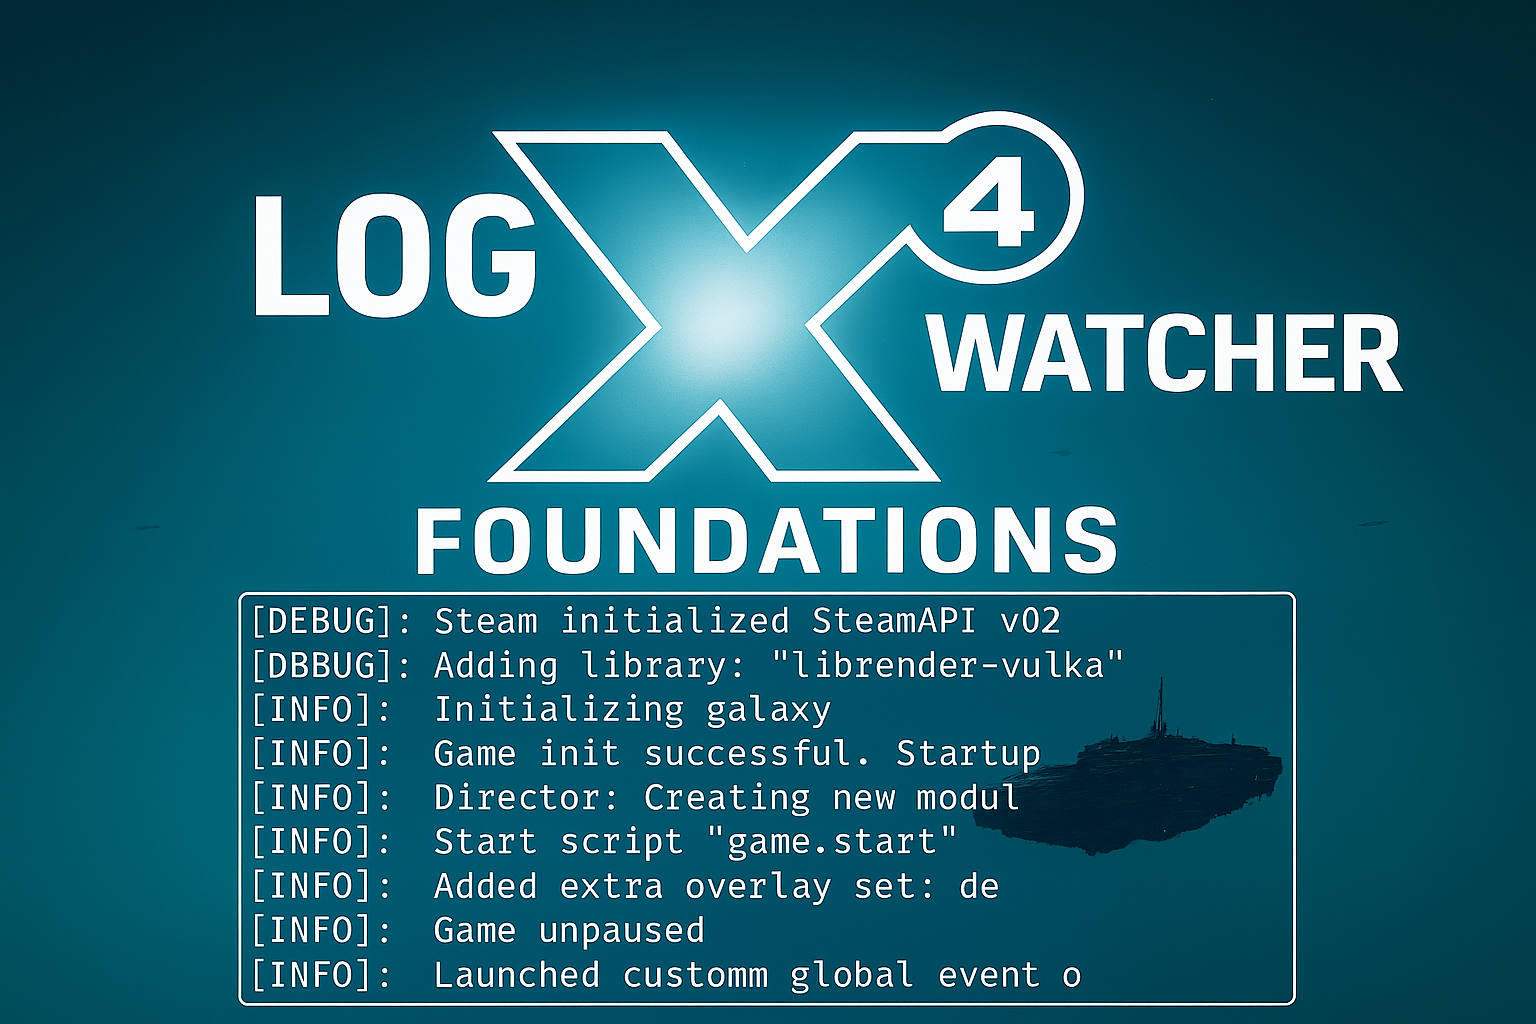 LOG X4 WATCHER
FOUNDATIONS
[DEBUG]: Steam initialized SteamAPI v02
[DBBUG]: Adding library: "librender-vulka"
[INFO]: Initializing galaxy
[INFO]: Game init successful. Startup
[INFO]: Director: Creating new modul
[INFO]: Start script "game.start"
[INFO]: Added extra overlay set: de
[INFO]: Game unpaused
[INFO]: Launched customm global event o